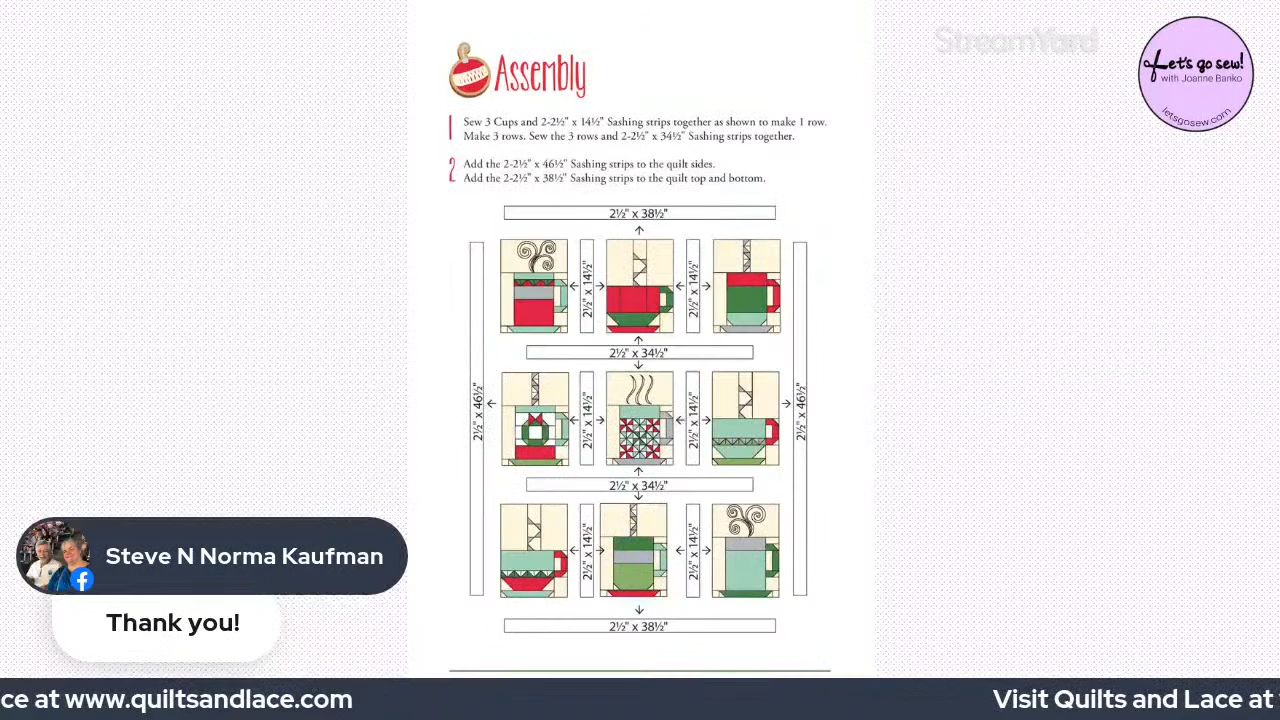 StreamYard
Let's go sew!
with Joanne Banko
letsgosew.com
Assembly
1 Sew 3 Cups and 2-2½" x 14½" Sashing strips together as shown to make 1 row.
Make 3 rows. Sew the 3 rows and 2-2½" x 34½" Sashing strips together.
2 Add the 2-2½" x 46½" Sashing strips to the quilt sides.
Add the 2-2½" x 38½" Sashing strips to the quilt top and bottom.
2½" x 38½"
2½" x 14½"
2½" x 14½"
2½" x 34½"
2½" x 46½"
2½" x 14½"
2½" x 14½"
2½" x 46½"
2½" x 34½"
2½" x 14½"
2½" x 14½"
2½" x 38½"
Steve N Norma Kaufman
Thank you!
ce at www.quiltsandlace.com
Visit Quilts and Lace at